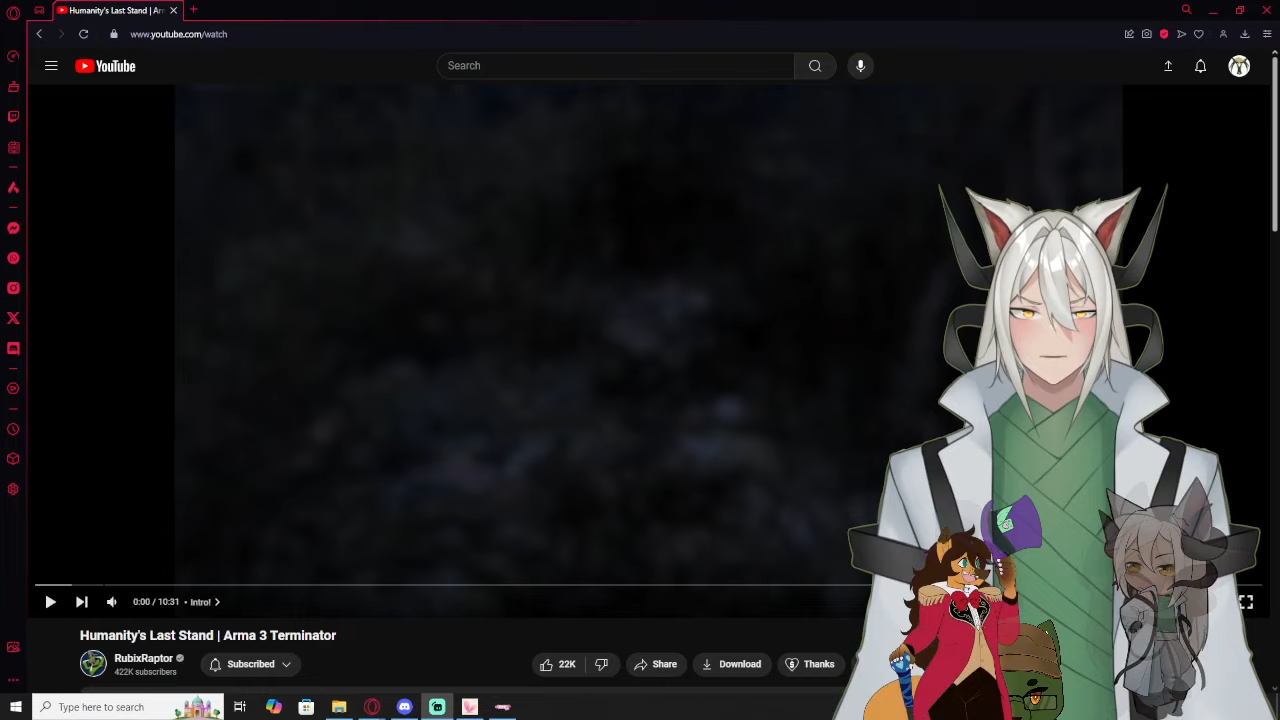 Humanity's Last Stand | Arm
www.youtube.com/watch
YouTube
Search
0:00 / 10:31 • Intro!
Humanity's Last Stand | Arma 3 Terminator
RubixRaptor
422K subscribers
Subscribed
22K
Share
Download
Thanks
Type here to search